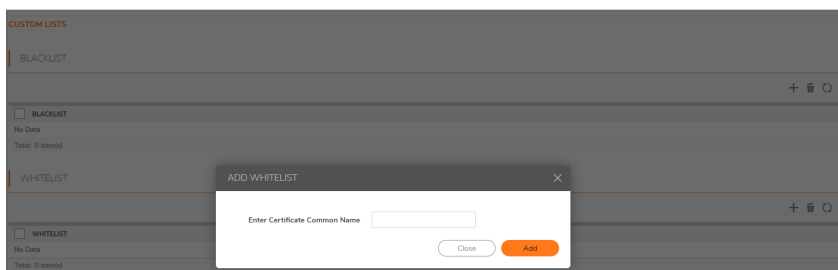 CUSTOM LISTS
BLACKLIST
BLACKLIST
No Data
Total: 0 item(s)
WHITELIST
ADD WHITELIST
Enter Certificate Common Name
Close Add
WHITELIST
No Data
Total: 0 item(s)